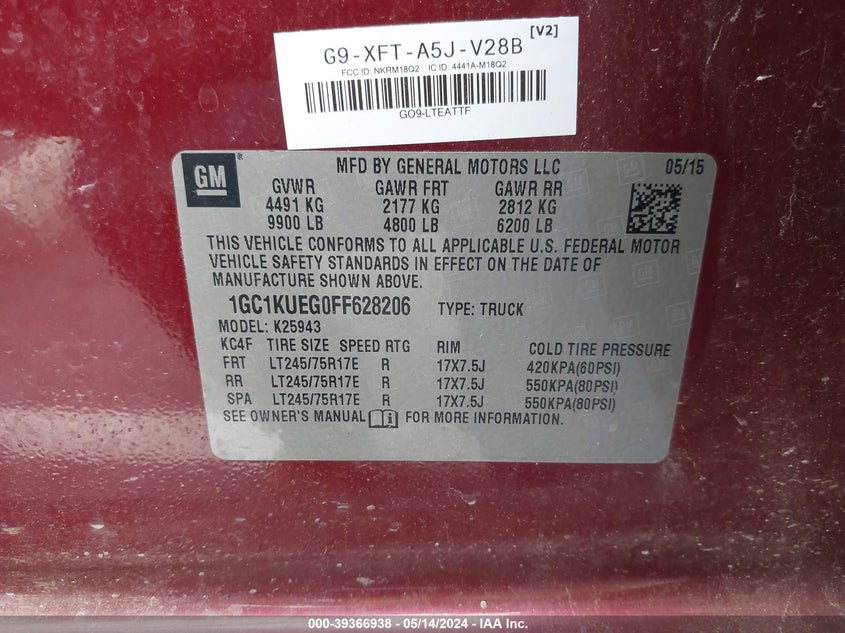 [V2]
G9-XFT-A5J-V28B
FCC ID: NKRM18Q2 IC ID: 4441A-M18Q2
GO9-LTEATTF
GM
MFD BY GENERAL MOTORS LLC 05/15
GVWR GAWR FRT GAWR RR
4491 KG 2177 KG 2812 KG
9900 LB 4800 LB 6200 LB
THIS VEHICLE CONFORMS TO ALL APPLICABLE U.S. FEDERAL MOTOR
VEHICLE SAFETY STANDARDS IN EFFECT ON THE DATE OF
MANUFACTURE SHOWN ABOVE.
1GC1KUEG0FF628206 TYPE: TRUCK
MODEL: K25943
KC4F TIRE SIZE SPEED RTG RIM COLD TIRE PRESSURE
FRT LT245/75R17E R 17X7.5J 420KPA(60PSI)
RR LT245/75R17E R 17X7.5J 550KPA(80PSI)
SPA LT245/75R17E R 17X7.5J 550KPA(80PSI)
SEE OWNER'S MANUAL FOR MORE INFORMATION.
000-39366938 - 05/14/2024 - IAA Inc.